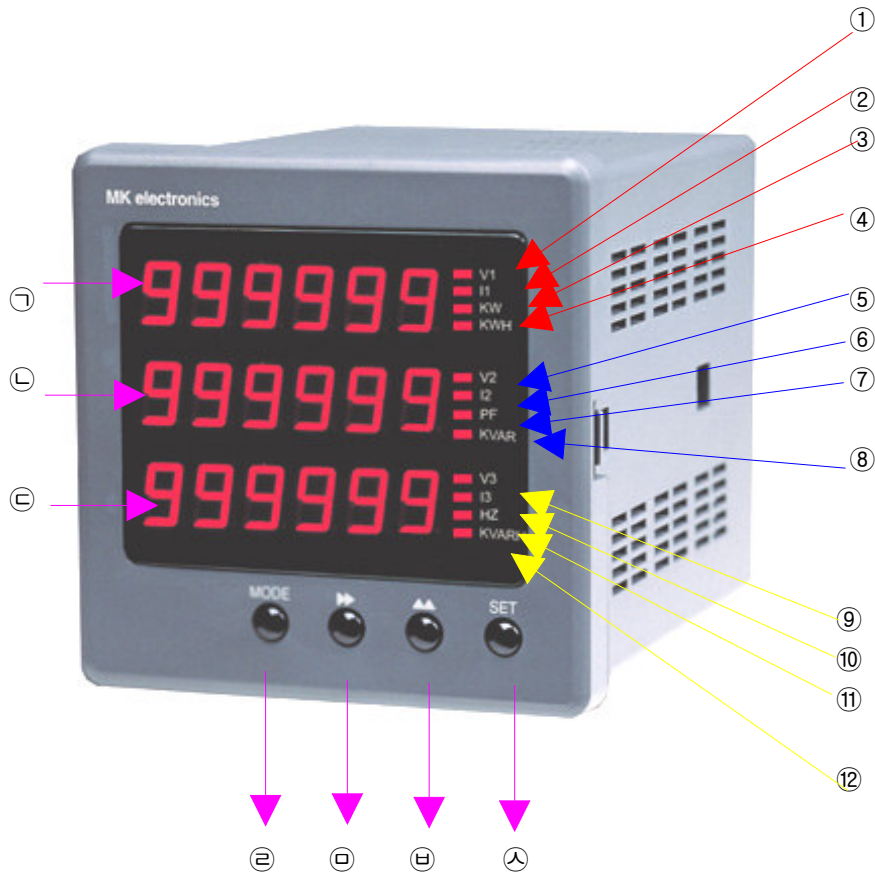 ①
②
③
④
MK electronics
㉠ 999999 V1
I1
KW
KWH
⑤
⑥
⑦
⑧
㉡ 999999 V2
I2
PF
KVAR
㉢ 999999 V3
I3
HZ
KVARH
⑨
⑩
⑪
⑫
MODE ▶▶ ▲▲ SET
㉣ ㉤ ㉥ ㉦